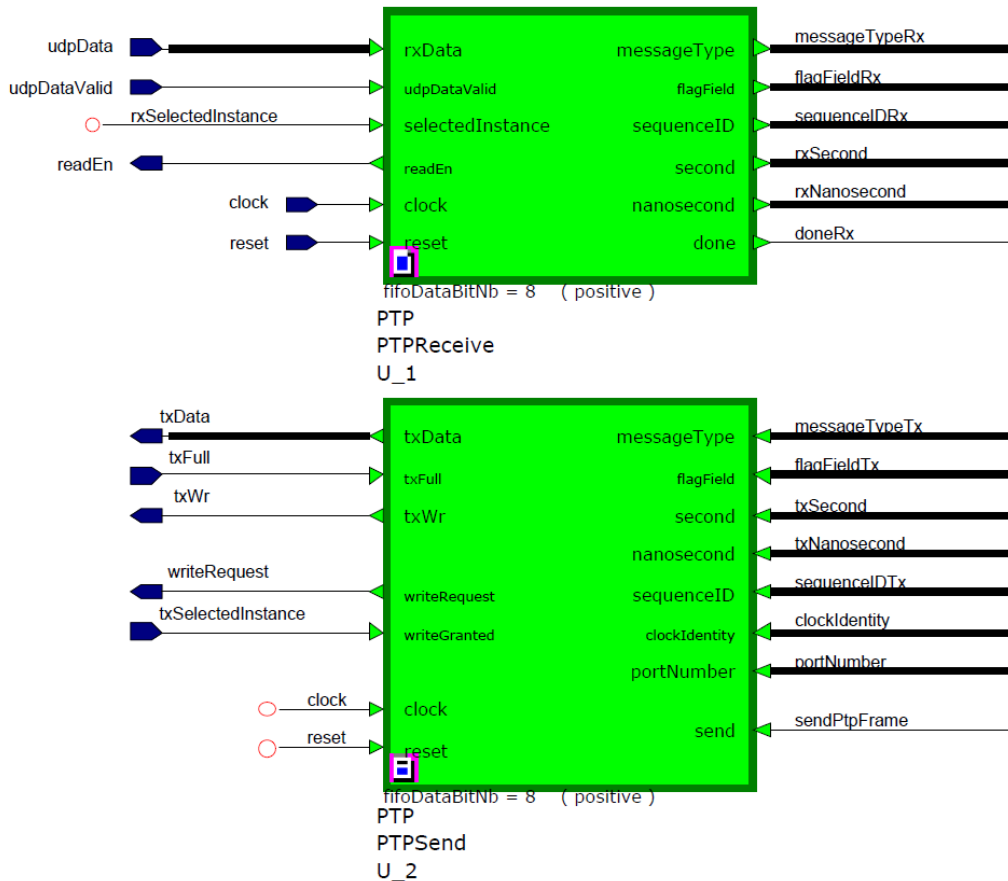 udpData rxData messageType messageTypeRx
udpDataValid udpDataValid flagField flagFieldRx
rxSelectedInstance selectedInstance sequenceID sequenceIDRx
readEn readEn second rxSecond
clock clock nanosecond rxNanosecond
reset reset done doneRx
fifoDataBitNb = 8 ( positive )
PTP
PTPReceive
U_1
txData txData messageType messageTypeTx
txFull txFull flagField flagFieldTx
txWr txWr second txSecond
nanosecond txNanosecond
writeRequest writeRequest sequenceID sequenceIDTx
txSelectedInstance writeGranted clockIdentity clockIdentity
portNumber portNumber
clock clock
send sendPtpFrame
reset reset
fifoDataBitNb = 8 ( positive )
PTP
PTPSend
U_2